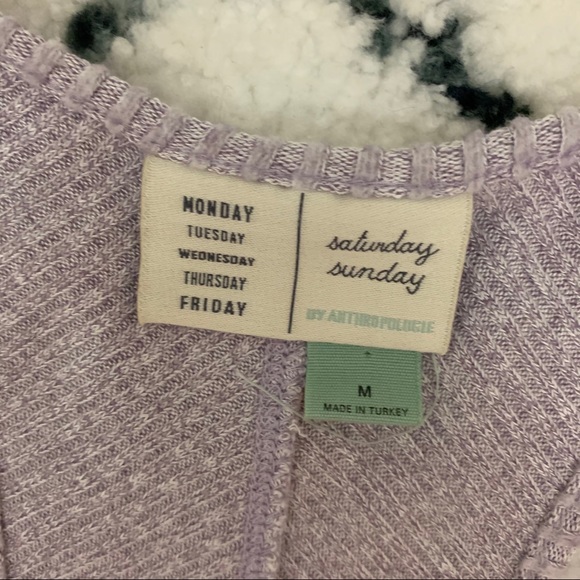 MONDAY
TUESDAY
WEDNESDAY
THURSDAY
FRIDAY
saturday
sunday
BY ANTHROPOLOGIE
M
MADE IN TURKEY